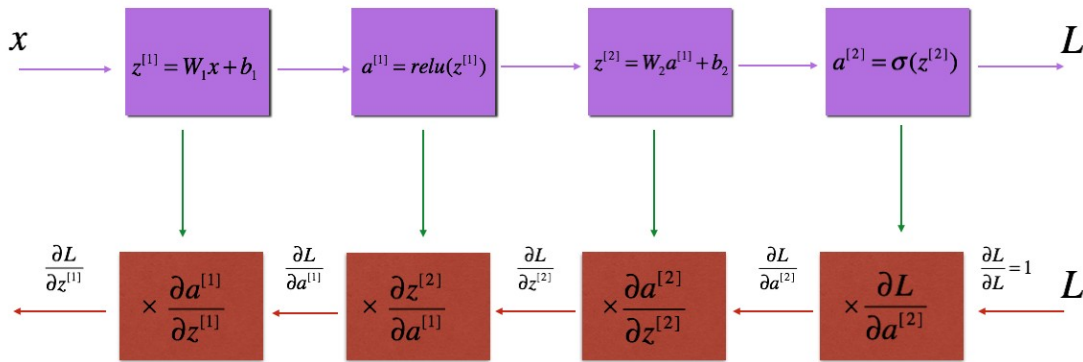 x
z^{[1]} = W_1 x + b_1
a^{[1]} = relu(z^{[1]})
z^{[2]} = W_2 a^{[1]} + b_2
a^{[2]} = σ(z^{[2]})
L
∂L/∂z^{[1]}
× ∂a^{[1]}/∂z^{[1]}
∂L/∂a^{[1]}
× ∂z^{[2]}/∂a^{[1]}
∂L/∂z^{[2]}
× ∂a^{[2]}/∂z^{[2]}
∂L/∂a^{[2]}
× ∂L/∂a^{[2]}
∂L/∂L = 1
L